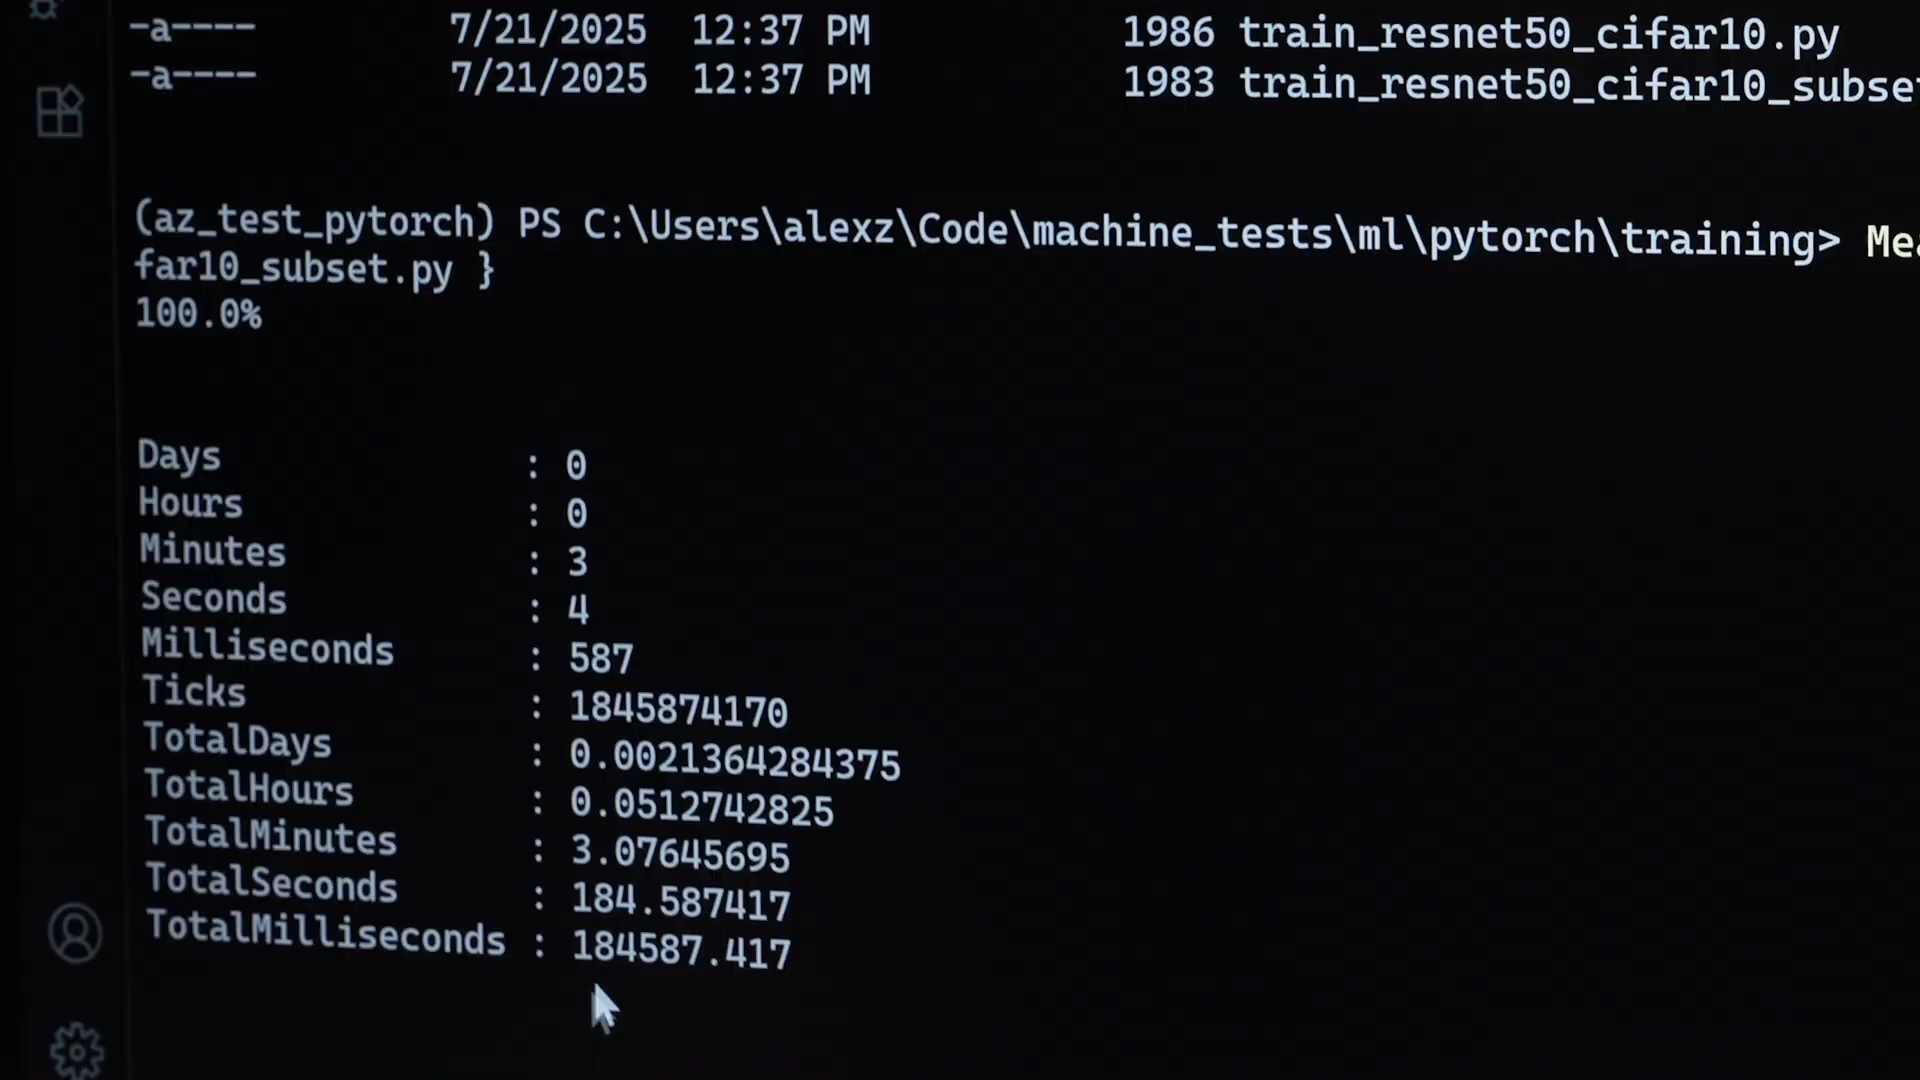 -a---- 7/21/2025 12:37 PM 1986 train_resnet50_cifar10.py
-a---- 7/21/2025 12:37 PM 1983 train_resnet50_cifar10_subset
(az_test_pytorch) PS C:\Users\alexz\Code\machine_tests\ml\pytorch\training> Mea
far10_subset.py }
100.0%
Days : 0
Hours : 0
Minutes : 3
Seconds : 4
Milliseconds : 587
Ticks : 1845874170
TotalDays : 0.0021364284375
TotalHours : 0.0512742825
TotalMinutes : 3.07645695
TotalSeconds : 184.587417
TotalMilliseconds : 184587.417